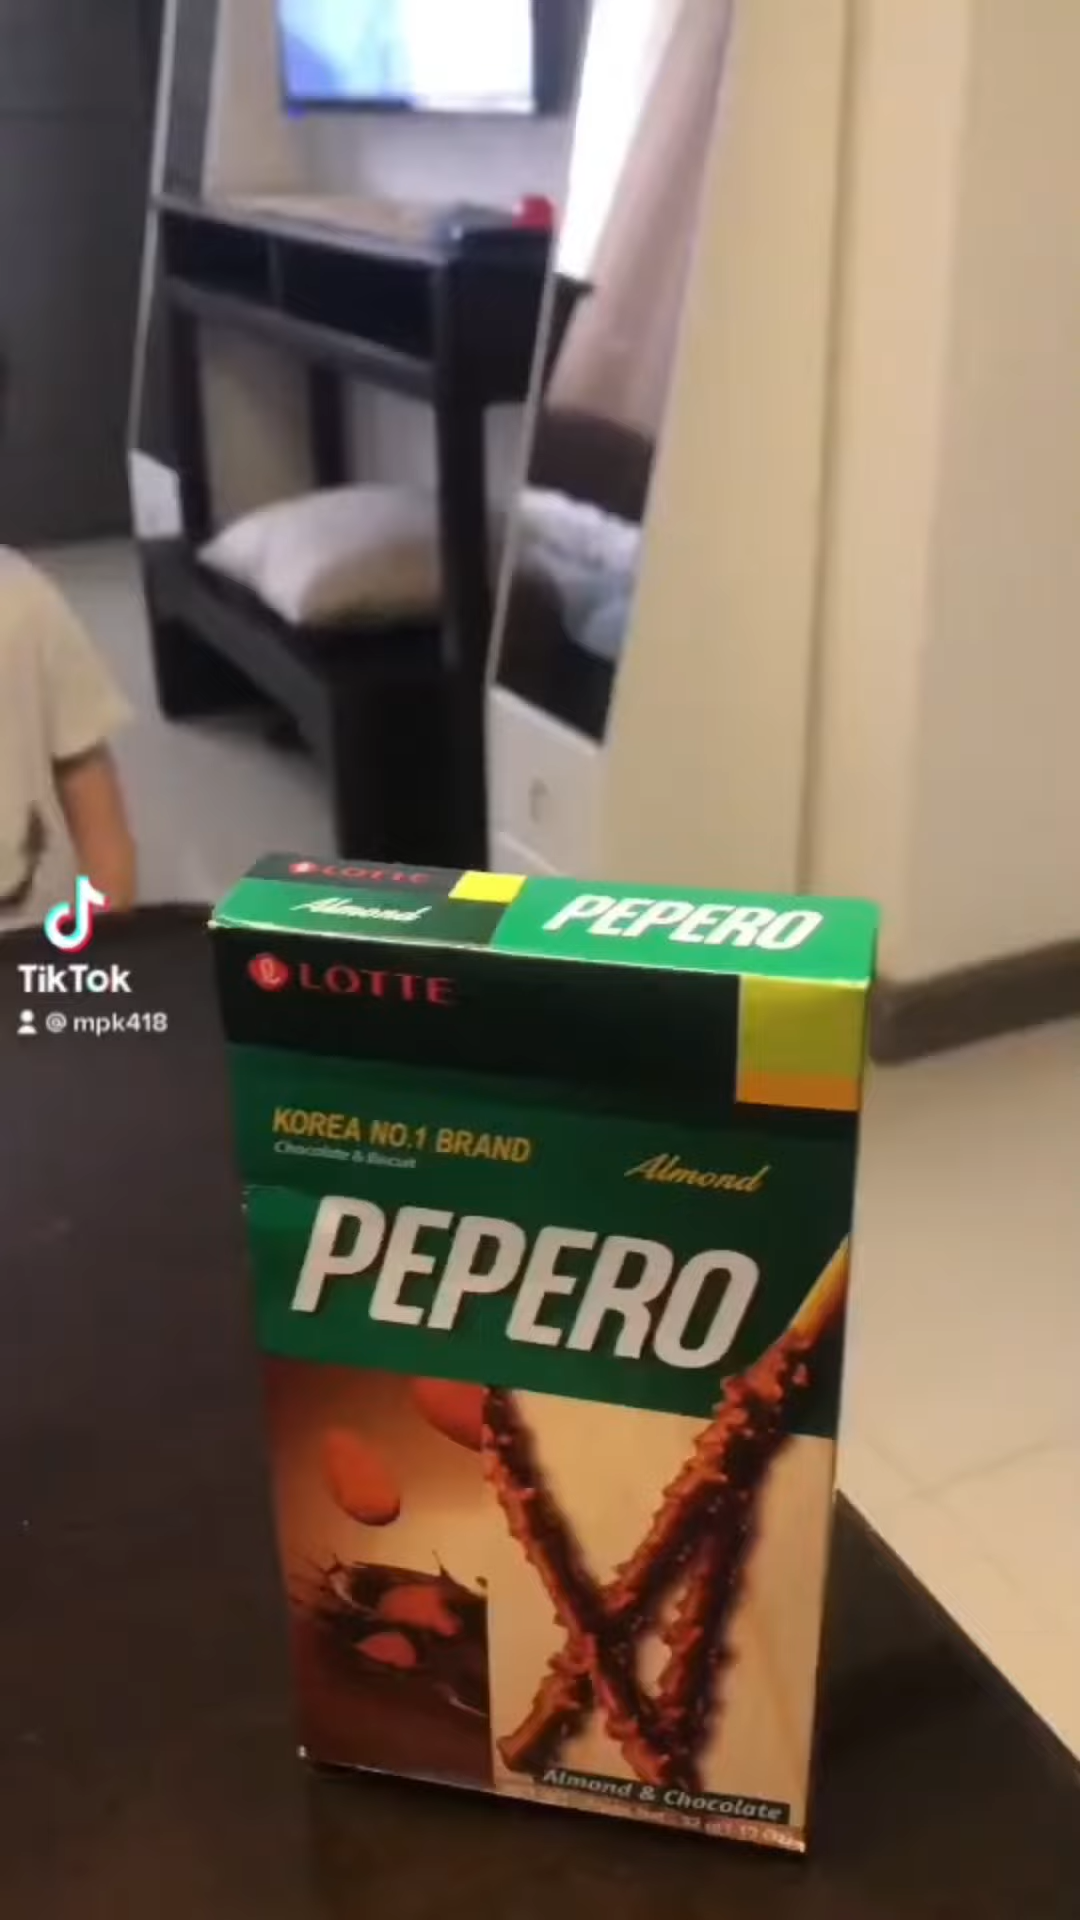 LOTTE
Almond
PEPERO
LOTTE
KOREA NO.1 BRAND
Chocolate & Biscuit
Almond
PEPERO
Almond & Chocolate
TikTok
@ mpk418